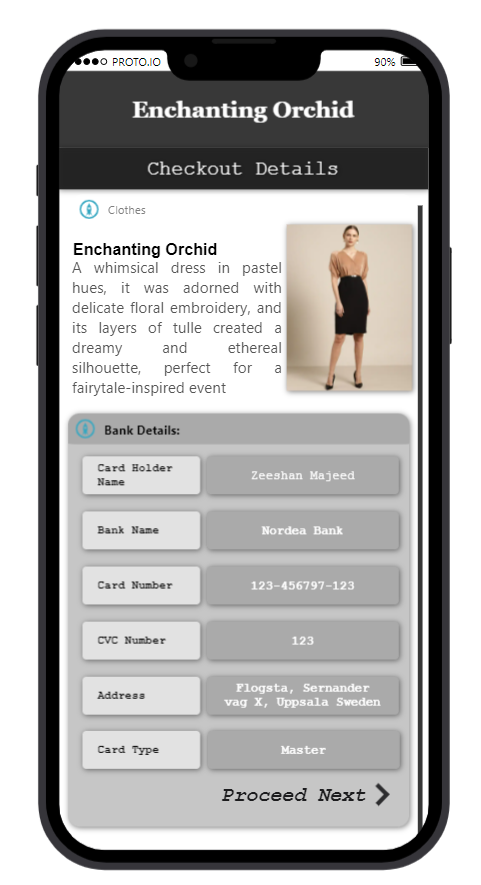 PROTO.IO 90%
Enchanting Orchid
Checkout Details
Clothes
Enchanting Orchid
A whimsical dress in pastel
hues, it was adorned with
delicate floral embroidery, and
its layers of tulle created a
dreamy and ethereal
silhouette, perfect for a
fairytale-inspired event
Bank Details:
Card Holder
Name
Zeeshan Majeed
Bank Name
Nordea Bank
Card Number
123-456797-123
CVC Number
123
Address
Flogsta, Sernander
vag X, Uppsala Sweden
Card Type
Master
Proceed Next